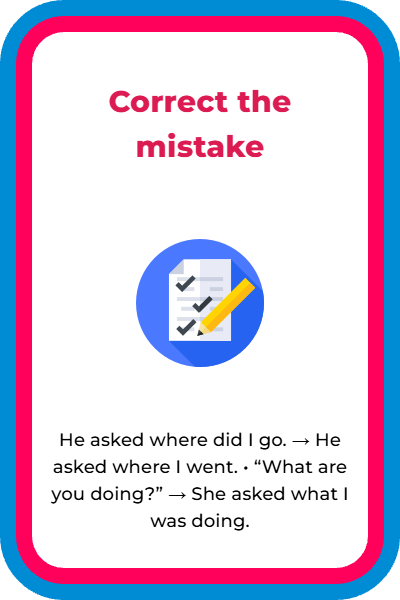 Correct the
mistake
He asked where did I go. → He
asked where I went. • “What are
you doing?” → She asked what I
was doing.